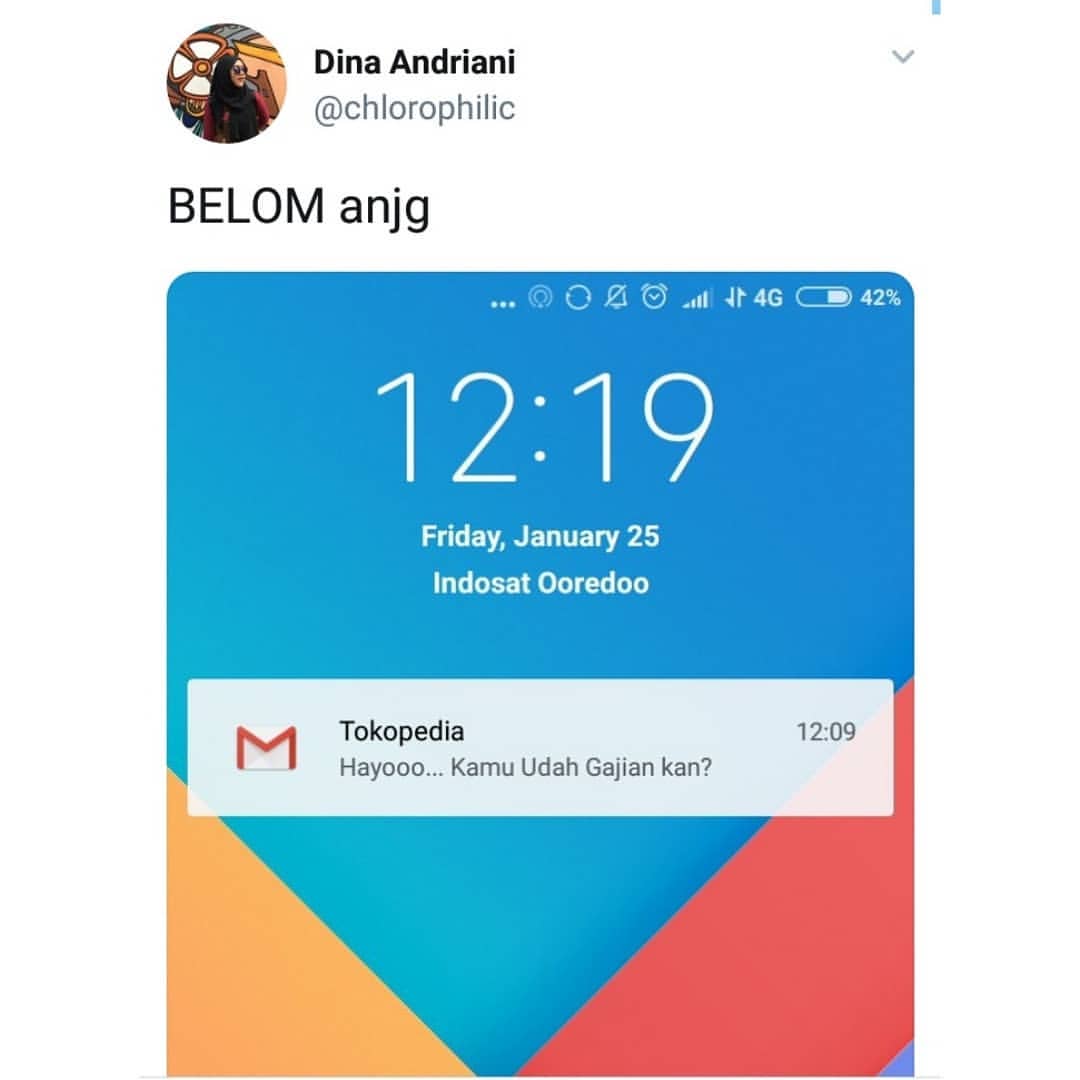 Dina Andriani
@chlorophilic
BELOM anjg
... 4G 42%
12:19
Friday, January 25
Indosat Ooredoo
Tokopedia 12:09
Hayooo... Kamu Udah Gajian kan?